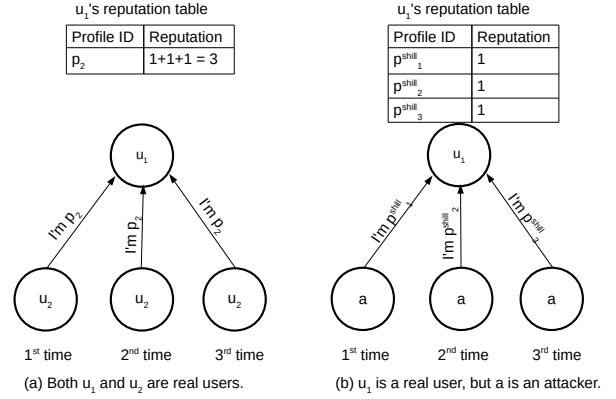 u₁'s reputation table
Profile ID Reputation
p₂ 1+1+1 = 3
u₁
I'm p₂
I'm p₂
I'm p₂
u₂
u₂
u₂
1ˢᵗ time
2ⁿᵈ time
3ʳᵈ time
(a) Both u₁ and u₂ are real users.
u₁'s reputation table
Profile ID Reputation
pˢʰⁱˡˡ₁ 1
pˢʰⁱˡˡ₂ 1
pˢʰⁱˡˡ₃ 1
u₁
I'm pˢʰⁱˡˡ₁
I'm pˢʰⁱˡˡ₂
I'm pˢʰⁱˡˡ₃
a
a
a
1ˢᵗ time
2ⁿᵈ time
3ʳᵈ time
(b) u₁ is a real user, but a is an attacker.